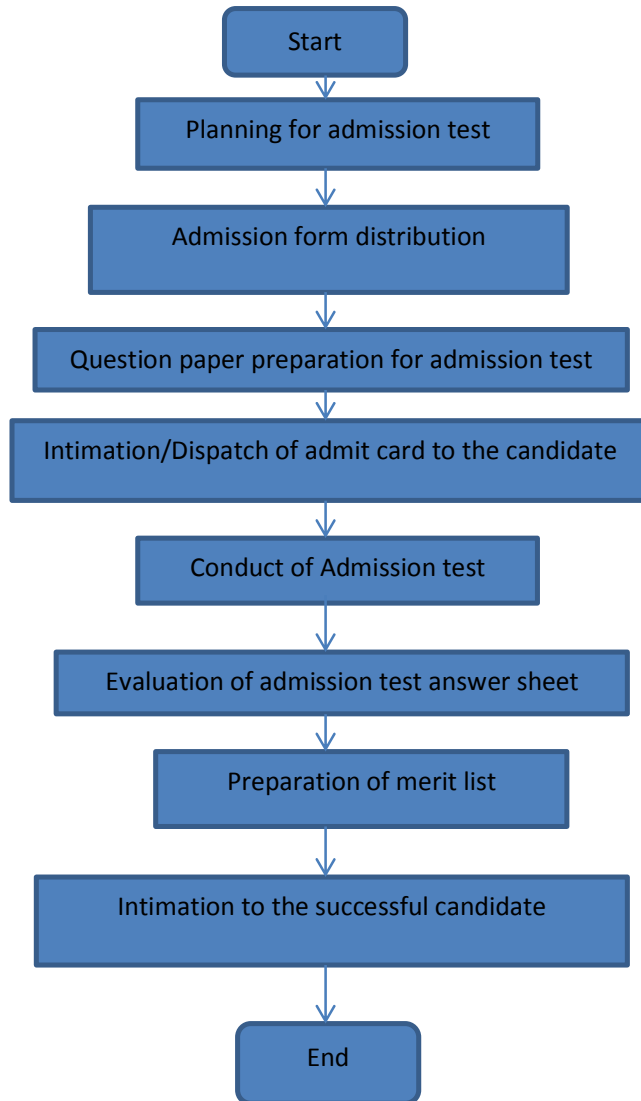 Start
Planning for admission test
Admission form distribution
Question paper preparation for admission test
Intimation/Dispatch of admit card to the candidate
Conduct of Admission test
Evaluation of admission test answer sheet
Preparation of merit list
Intimation to the successful candidate
End